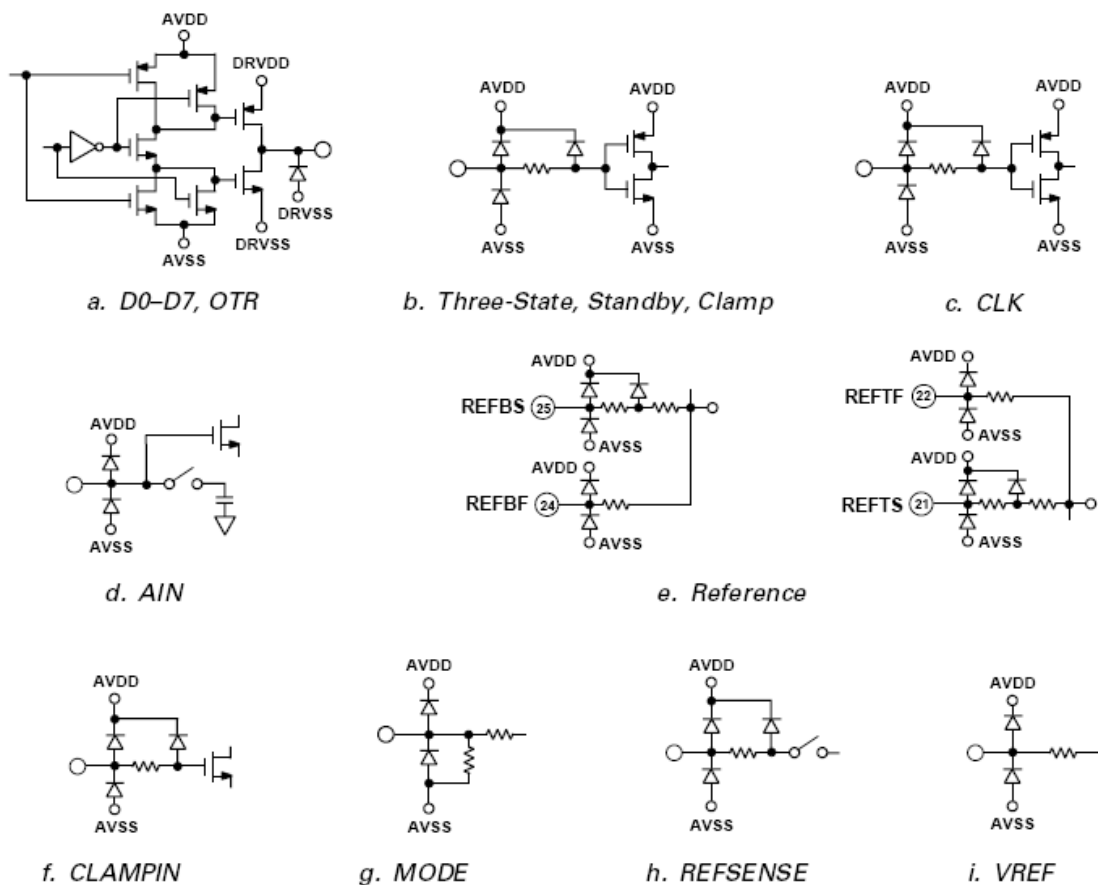 AVDD
DRVDD
DRVSS
DRVSS
AVSS
a. D0–D7, OTR
AVDD
AVDD
AVSS
AVSS
b. Three-State, Standby, Clamp
AVDD
AVDD
AVSS
AVSS
c. CLK
AVDD
AVSS
d. AIN
AVDD
REFBS 25
AVSS
AVDD
REFBF 24
AVSS
AVDD
REFTF 22
AVSS
AVDD
REFTS 21
AVSS
e. Reference
AVDD
AVSS
f. CLAMPIN
AVDD
AVSS
g. MODE
AVDD
AVSS
h. REFSENSE
AVDD
AVSS
i. VREF